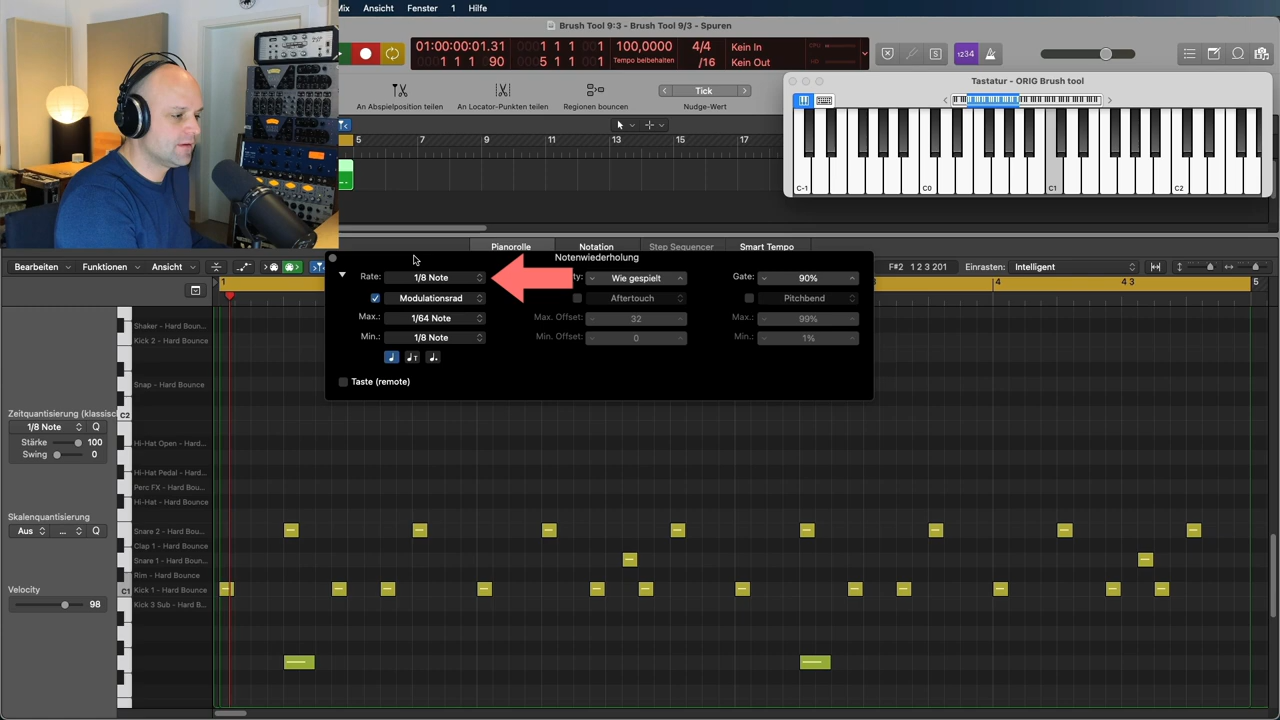 Mix Ansicht Fenster 1 Hilfe
Brush Tool 9:3 - Brush Tool 9/3 - Spuren
01:00:00:01.31
1 1 1 90
1 1 1
5 1 1 1
100,0000
Tempo beibehalten
4/4
/16
Kein In
Kein Out
CPU
HD
1234
An Abspielposition teilen
An Locator-Punkten teilen
Regionen bouncen
Tick
Nudge-Wert
5 7 9 11 13 15 17
Tastatur - ORIG Brush tool
C-1 C0 C1 C2
Pianorolle Notation Step Sequencer Smart Tempo
Bearbeiten Funktionen Ansicht
F#2 1 2 3 201 Einrasten: Intelligent
Notenwiederholung
Rate: 1/8 Note
Wie gespielt
Gate: 90%
Modulationsrad
Aftertouch
Pitchbend
Max.: 1/64 Note
Max. Offset: 32
Max.: 99%
Min.: 1/8 Note
Min. Offset: 0
Min.: 1%
Taste (remote)
1 4 4 3 5
Shaker - Hard Boun...
Kick 2 - Hard Bounce
Snap - Hard Bounce
Zeitquantisierung (klassisc
C2
1/8 Note Q
Stärke 100
Swing 0
Hi-Hat Open - Hard...
Hi-Hat Pedal - Hard...
Perc FX - Hard Bou...
Hi-Hat - Hard Bounce
Skalenquantisierung
Aus ... Q
Snare 2 - Hard Bou...
Clap 1 - Hard Bounce
Snare 1 - Hard Boun...
Rim - Hard Bounce
Velocity
98
C1 Kick 1 - Hard Bounce
Kick 3 Sub - Hard B...